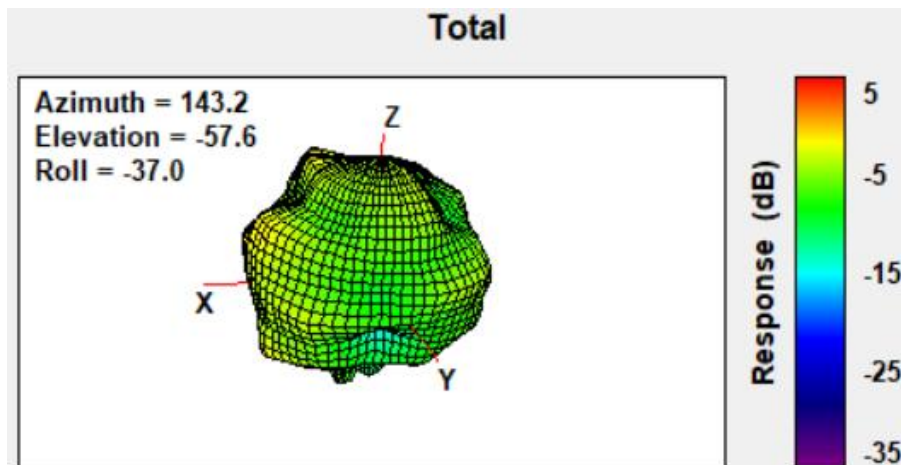 Total
Azimuth = 143.2
Elevation = -57.6
Roll = -37.0
Z
X
Y
Response (dB)
5
-5
-15
-25
-35